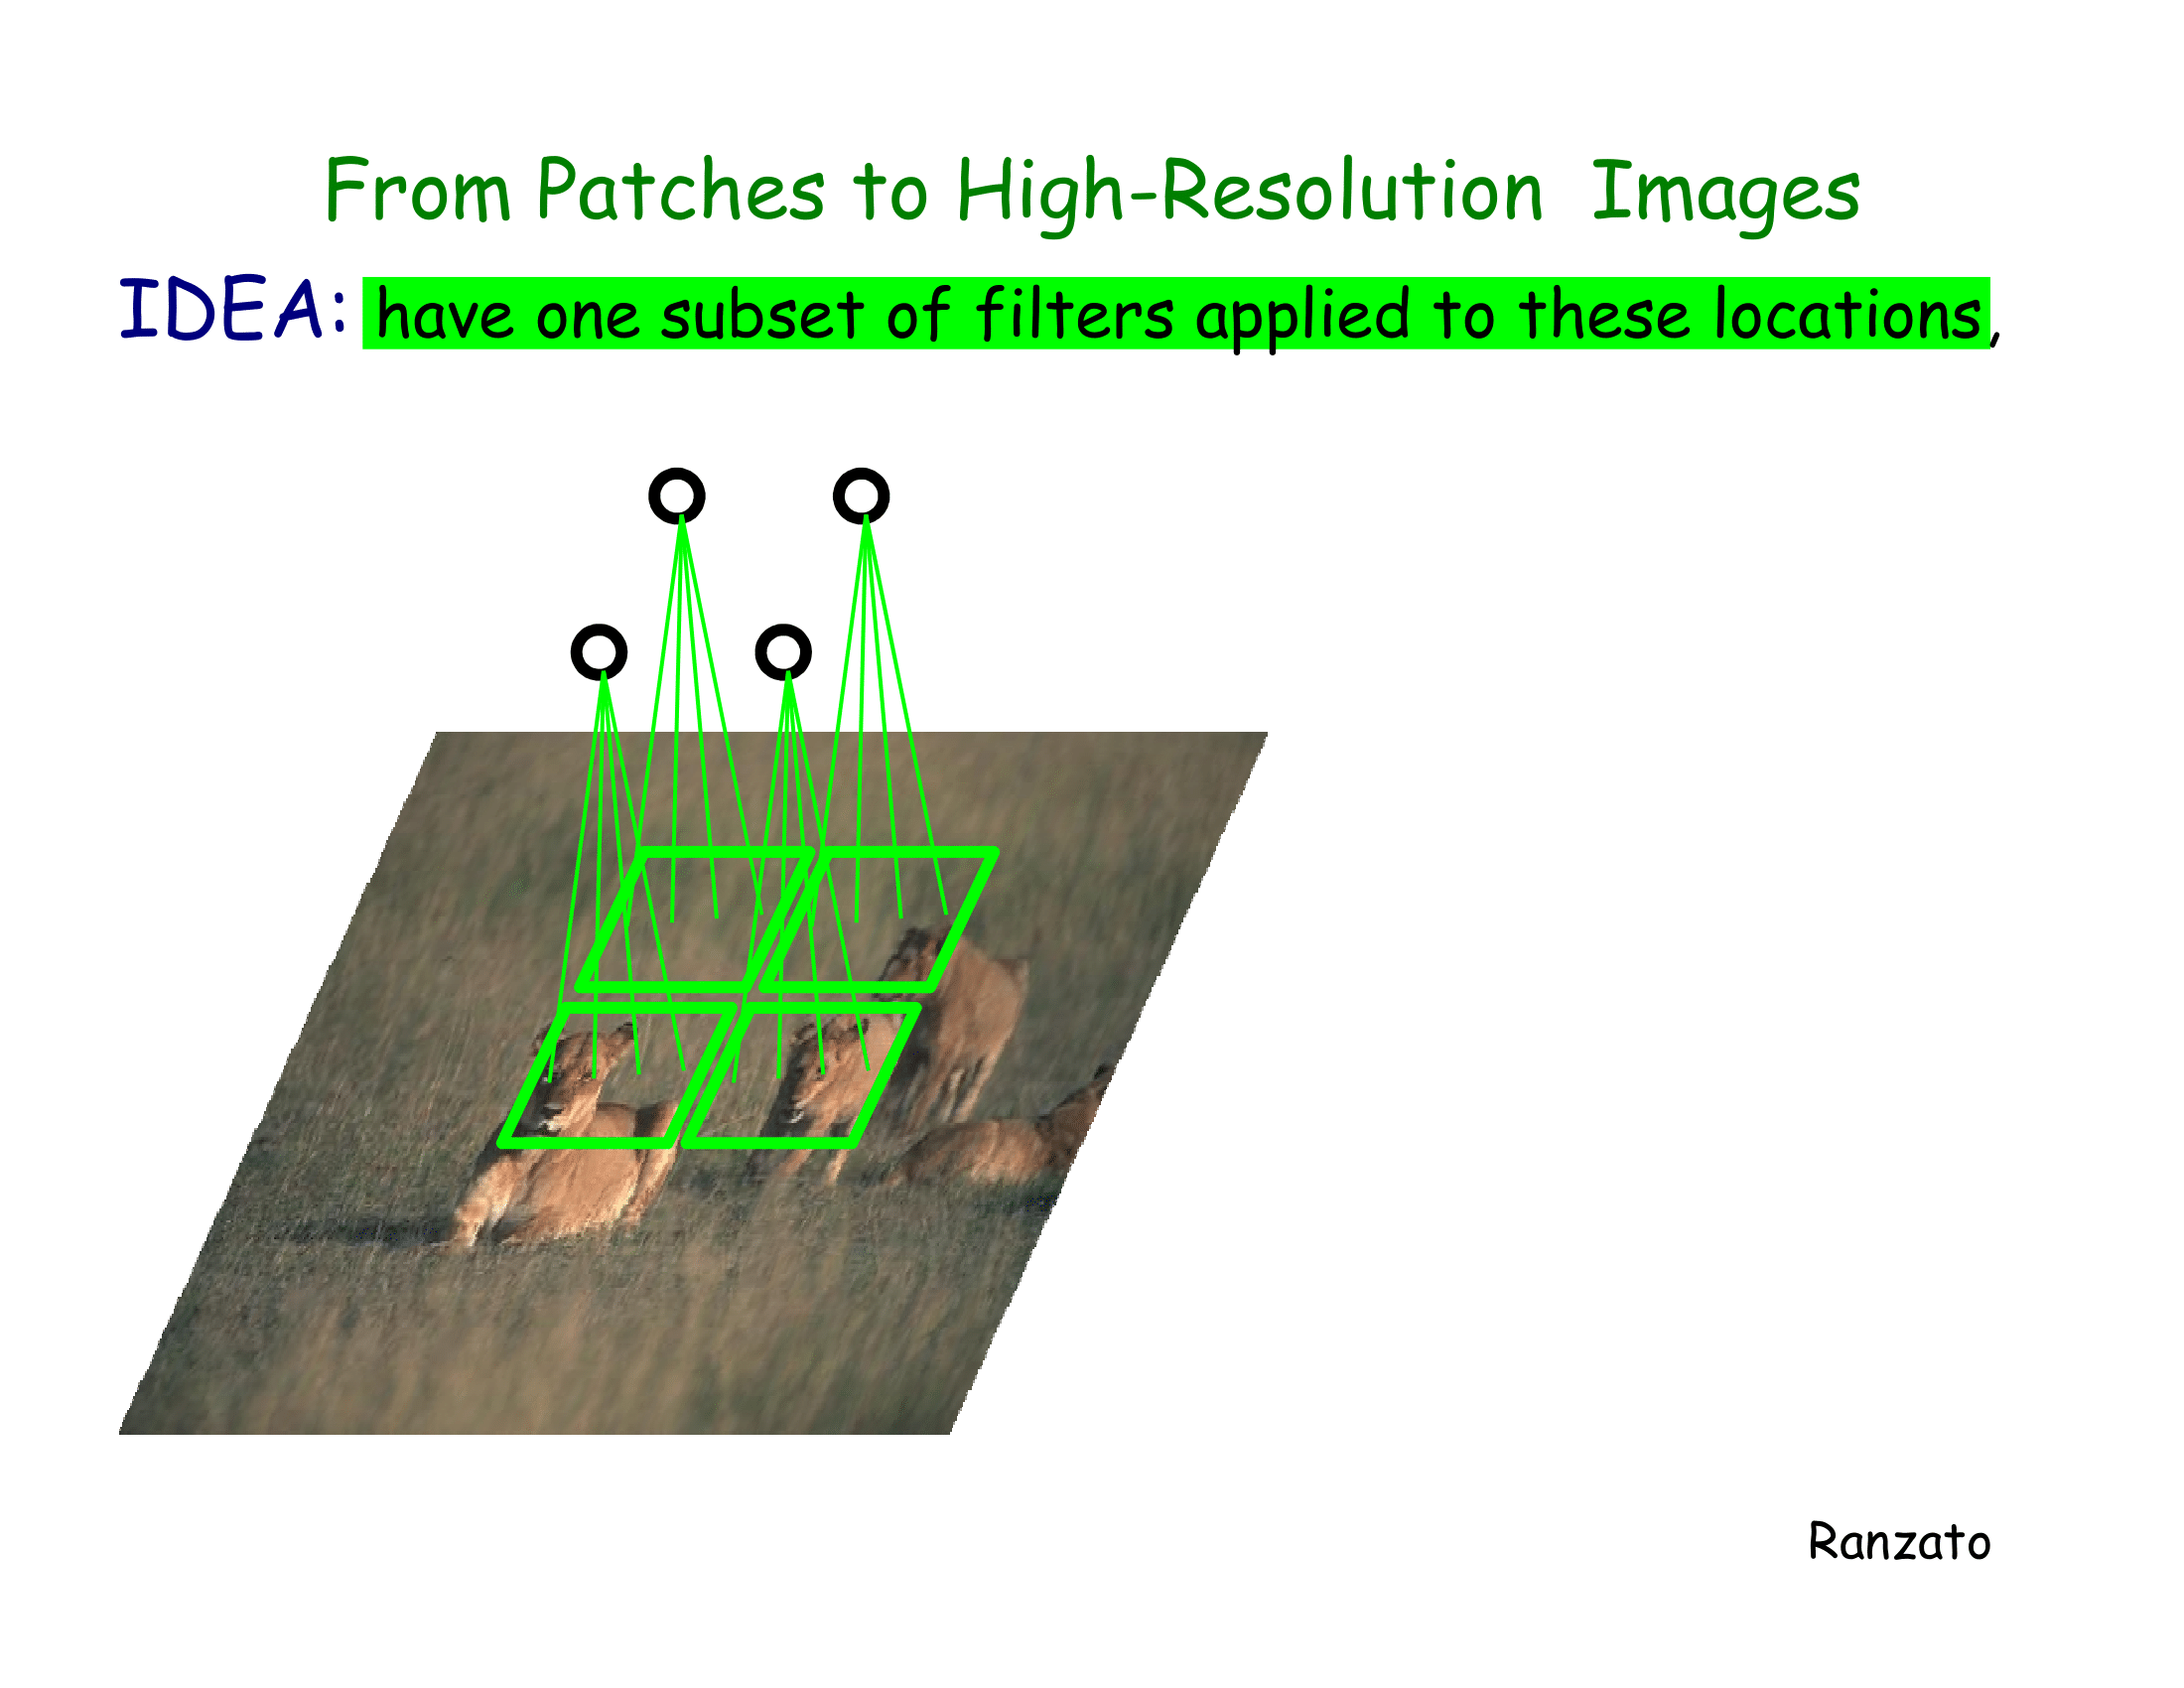 From Patches to High-Resolution Images
IDEA: have one subset of filters applied to these locations,
Ranzato